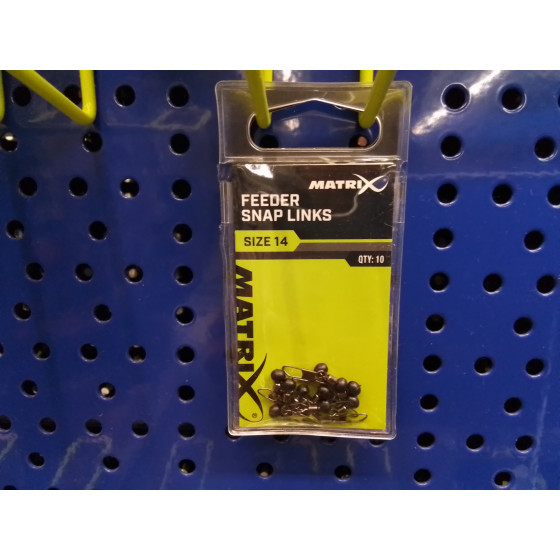 MATRIX
FEEDER
SNAP LINKS
SIZE 14
QTY: 10
MATRIX
®